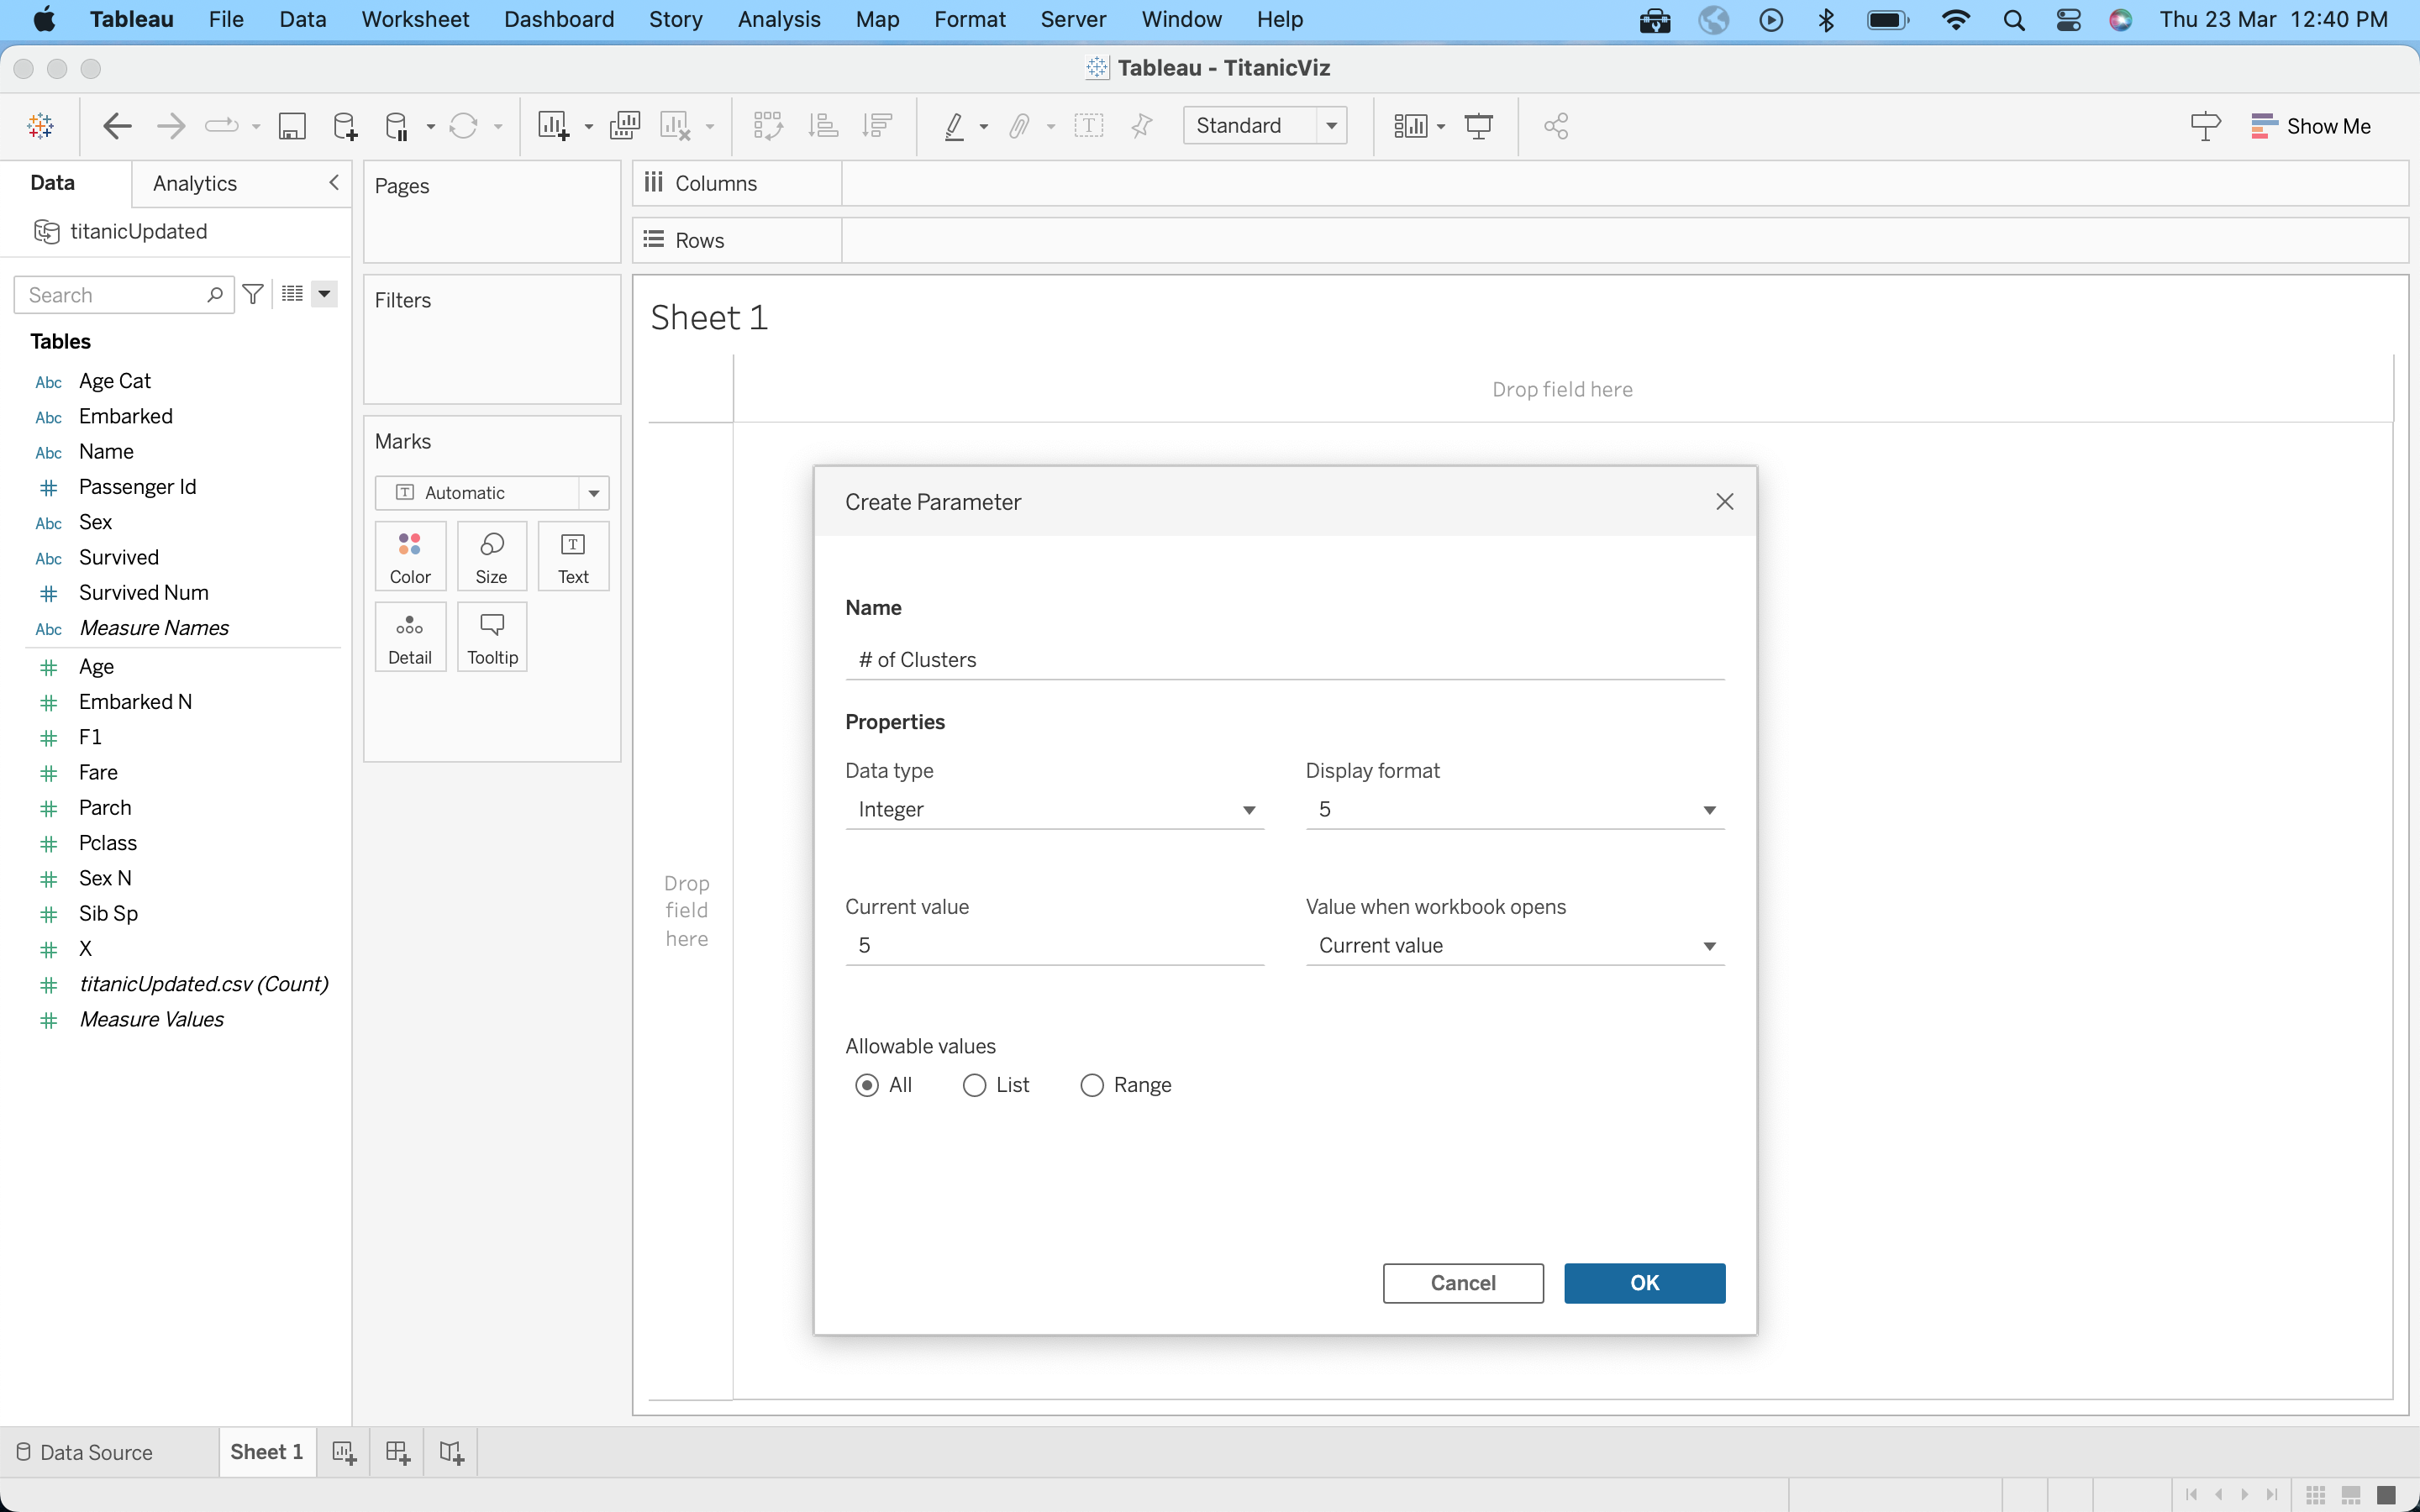 Tableau File Data Worksheet Dashboard Story Analysis Map Format Server Window Help Thu 23 Mar 12:40 PM
Tableau - TitanicViz
Standard
Show Me
Data Analytics
titanicUpdated
Search
Tables
Abc Age Cat
Abc Embarked
Abc Name
# Passenger Id
Abc Sex
Abc Survived
# Survived Num
Abc Measure Names
# Age
# Embarked N
# F1
# Fare
# Parch
# Pclass
# Sex N
# Sib Sp
# X
# titanicUpdated.csv (Count)
# Measure Values
Pages
Filters
Marks
T Automatic
Color Size T Text
Detail Tooltip
Columns
Rows
Sheet 1
Drop field here
Drop
field
here
Create Parameter
Name
# of Clusters
Properties
Data type Display format
Integer 5
Current value Value when workbook opens
5 Current value
Allowable values
All List Range
Cancel OK
Data Source Sheet 1